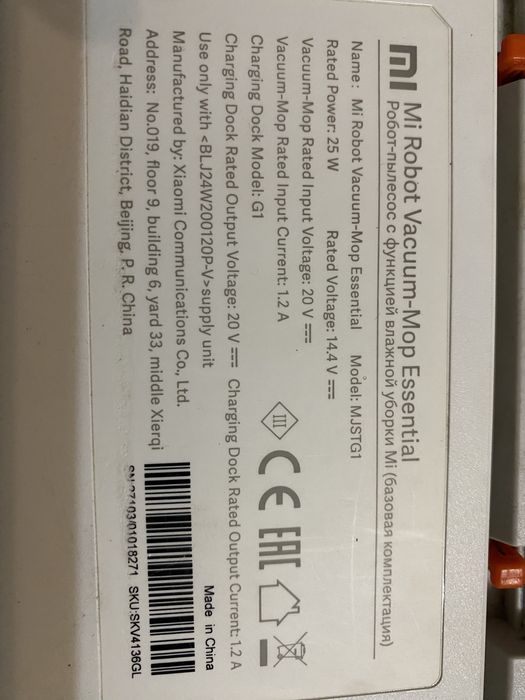 mi Mi Robot Vacuum-Mop Essential
Робот-пылесос с функцией влажной уборки Mi (базовая комплектация)
Name: Mi Robot Vacuum-Mop Essential Model: MJSTG1
Rated Power: 25 W Rated Voltage: 14.4 V ⎓
Vacuum-Mop Rated Input Voltage: 20 V ⎓
Vacuum-Mop Rated Input Current: 1.2 A
Charging Dock Model: G1
III CE EAC
Charging Dock Rated Output Voltage: 20 V ⎓ Charging Dock Rated Output Current: 1.2 A
Use only with <BLJ24W200120P-V>supply unit
Made in China
Manufactured by: Xiaomi Communications Co., Ltd.
Address: No.019, floor 9, building 6, yard 33, middle Xierqi
Road, Haidian District, Beijing, P. R. China
SKU:SKV4136GL